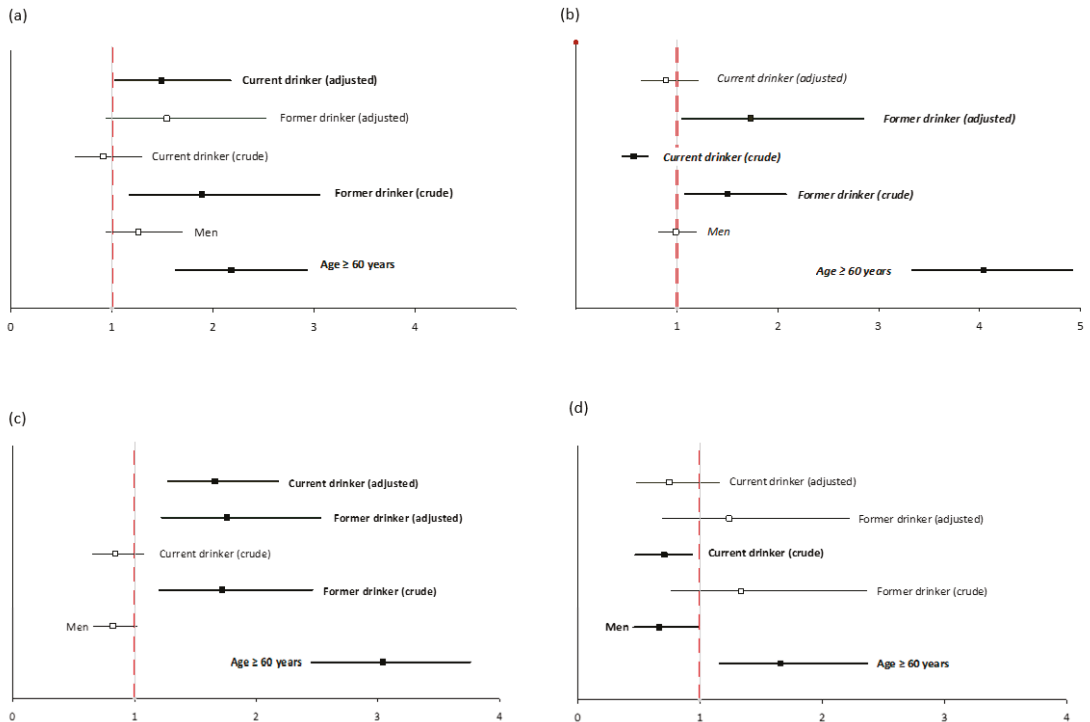 (a)
Current drinker (adjusted)
Former drinker (adjusted)
Current drinker (crude)
Former drinker (crude)
Men
Age ≥ 60 years
0 1 2 3 4
(b)
Current drinker (adjusted)
Former drinker (adjusted)
Current drinker (crude)
Former drinker (crude)
Men
Age ≥ 60 years
1 2 3 4 5
(c)
Current drinker (adjusted)
Former drinker (adjusted)
Current drinker (crude)
Former drinker (crude)
Men
Age ≥ 60 years
0 1 2 3 4
(d)
Current drinker (adjusted)
Former drinker (adjusted)
Current drinker (crude)
Former drinker (crude)
Men
Age ≥ 60 years
0 1 2 3 4